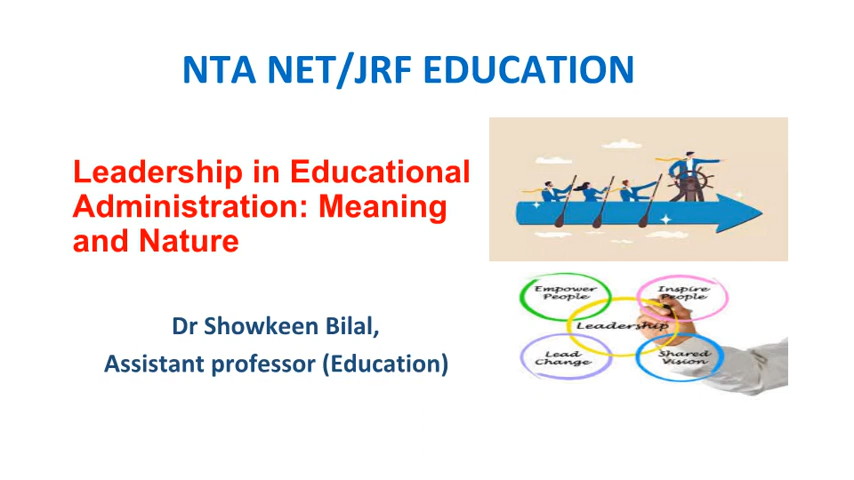 NTA NET/JRF EDUCATION
Leadership in Educational
Administration: Meaning
and Nature
Dr Showkeen Bilal,
Assistant professor (Education)
Empower
People
Inspire
People
Leadership
Lead
Change
Shared
Vision